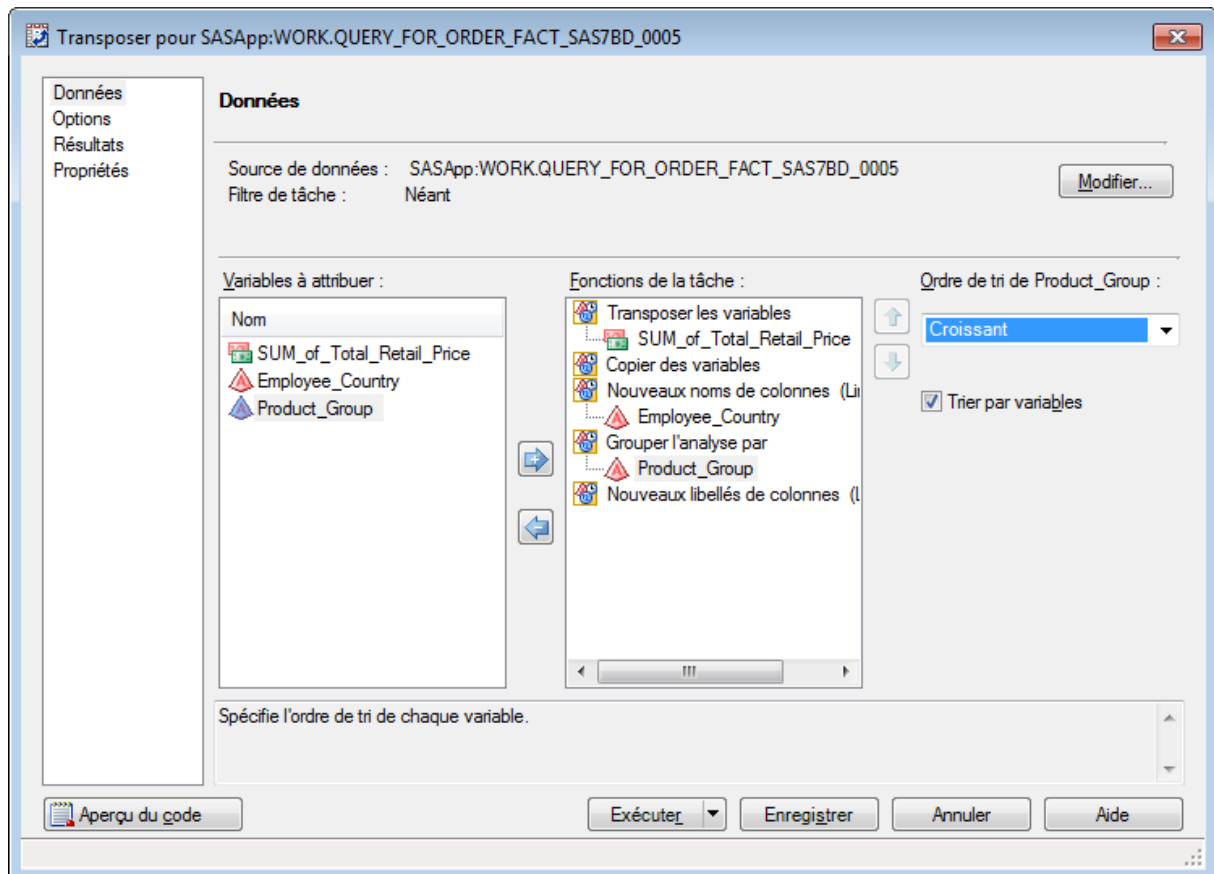 Transposer pour SASApp:WORK.QUERY_FOR_ORDER_FACT_SAS7BD_0005
Données
Options
Résultats
Propriétés
Données
Source de données : SASApp:WORK.QUERY_FOR_ORDER_FACT_SAS7BD_0005
Filtre de tâche : Néant
Modifier...
Variables à attribuer :
Nom
SUM_of_Total_Retail_Price
Employee_Country
Product_Group
Fonctions de la tâche :
Transposer les variables
SUM_of_Total_Retail_Price
Copier des variables
Nouveaux noms de colonnes (Li
Employee_Country
Grouper l'analyse par
Product_Group
Nouveaux libellés de colonnes (L
Ordre de tri de Product_Group :
Croissant
Trier par variables
Spécifie l'ordre de tri de chaque variable.
Aperçu du code
Exécuter
Enregistrer
Annuler
Aide